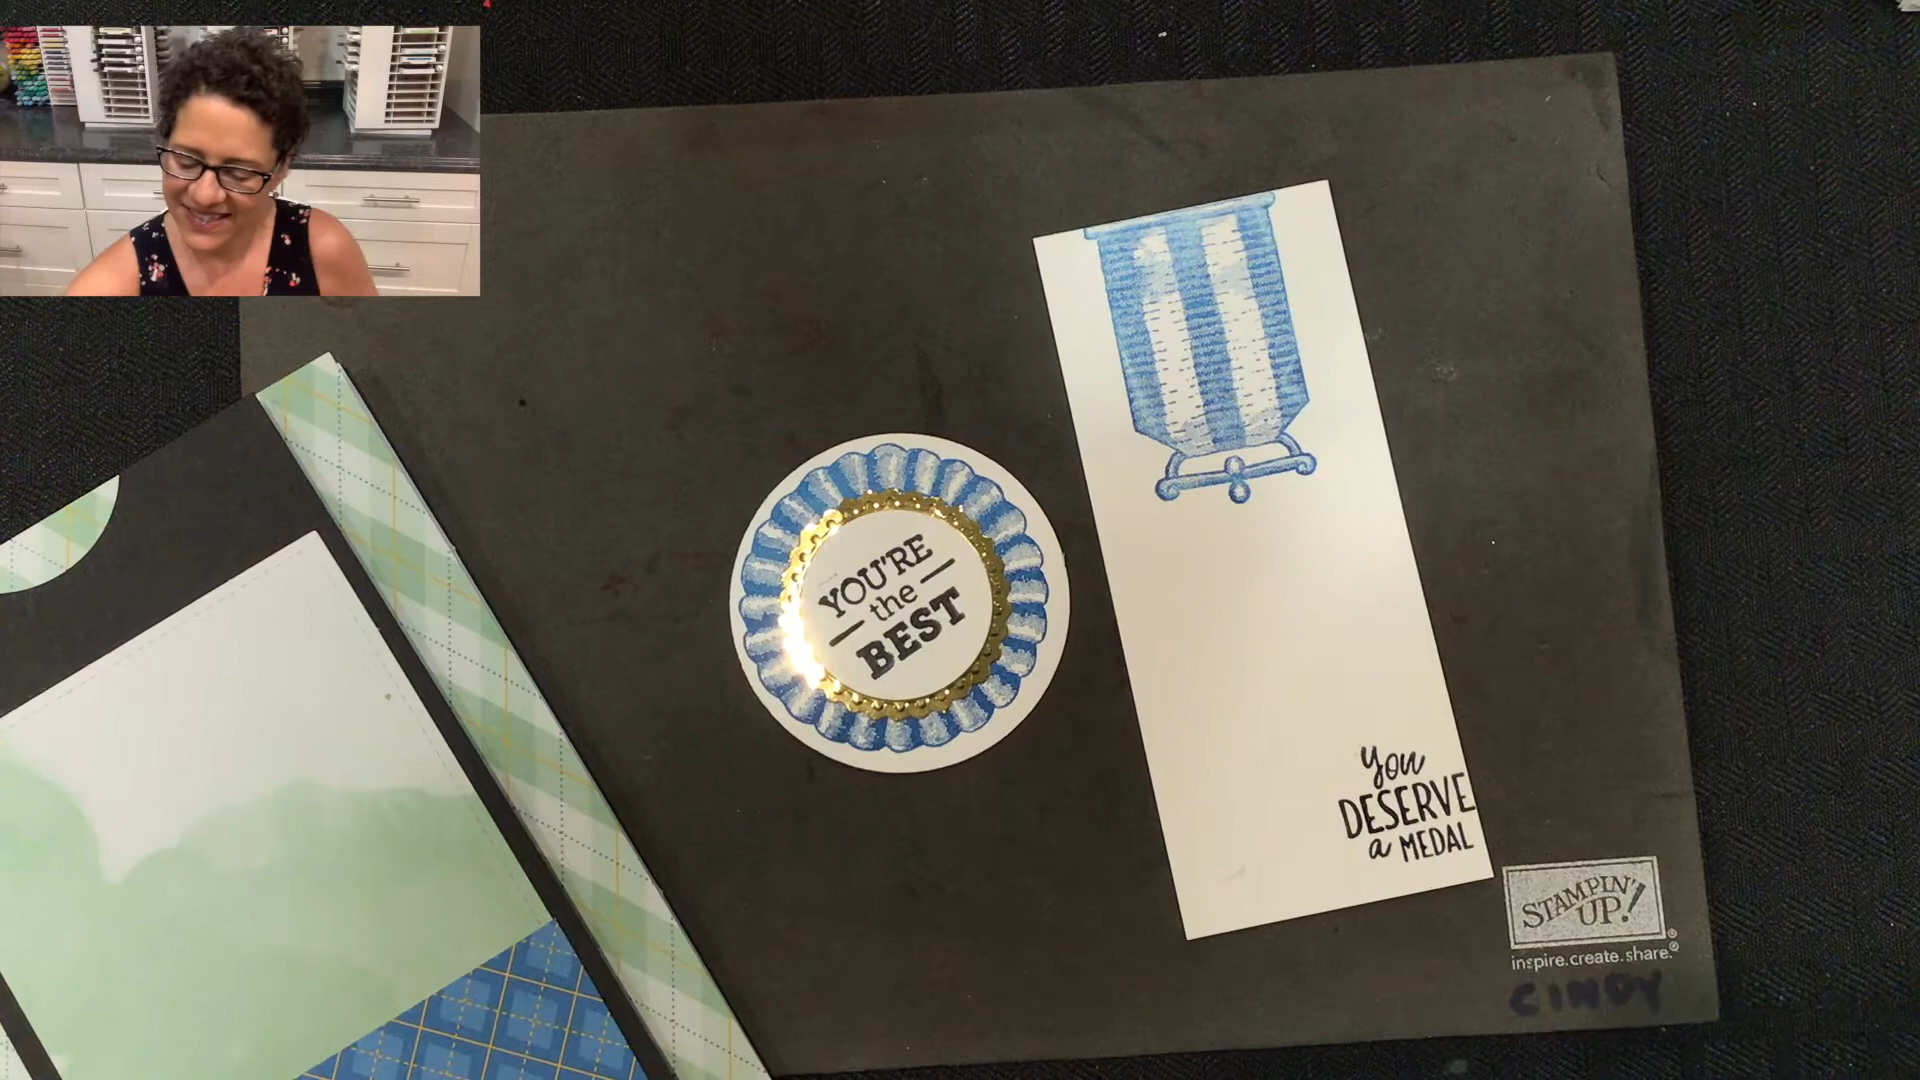 YOU'RE
the
BEST
you
DESERVE
a MEDAL
STAMPIN'
UP!®
inspire.create.share.®
CINDY